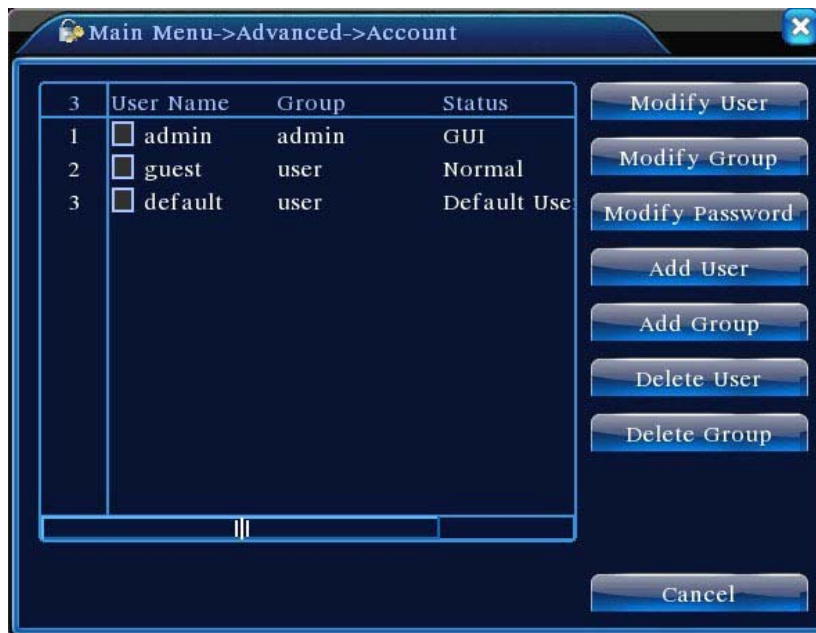 Main Menu->Advanced->Account
3 User Name Group Status
1 admin admin GUI
2 guest user Normal
3 default user Default Use
Modify User
Modify Group
Modify Password
Add User
Add Group
Delete User
Delete Group
Cancel